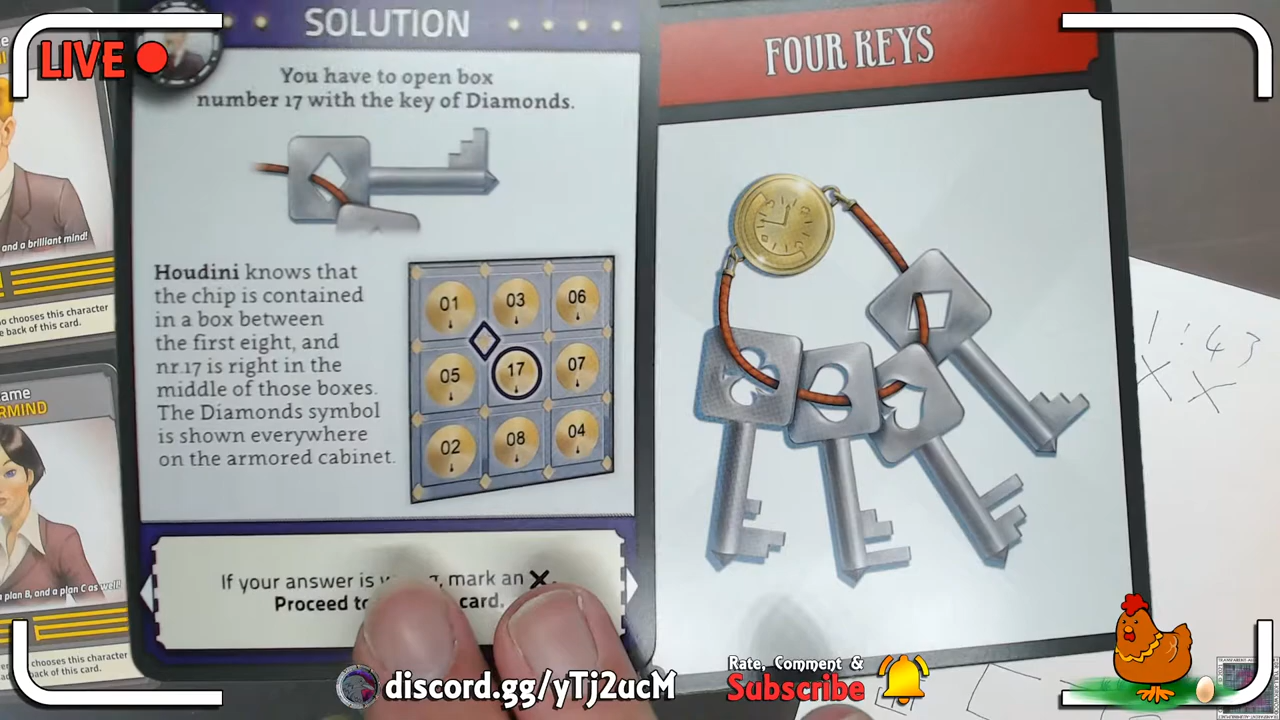 LIVE
SOLUTION
You have to open box
number 17 with the key of Diamonds.
Houdini knows that
the chip is contained
in a box between
the first eight, and
nr.17 is right in the
middle of those boxes.
The Diamonds symbol
is shown everywhere
on the armored cabinet.
01 03 06
05 17 07
02 08 04
If your answer is mark an X.
Proceed to card.
FOUR KEYS
and a brilliant mind!
chooses this character
back of this card.
ame
ERMIND
plan B, and a plan C as well!
chooses this character
back of this card.
1:43
X X
discord.gg/yTj2ucM
Rate, Comment &
Subscribe